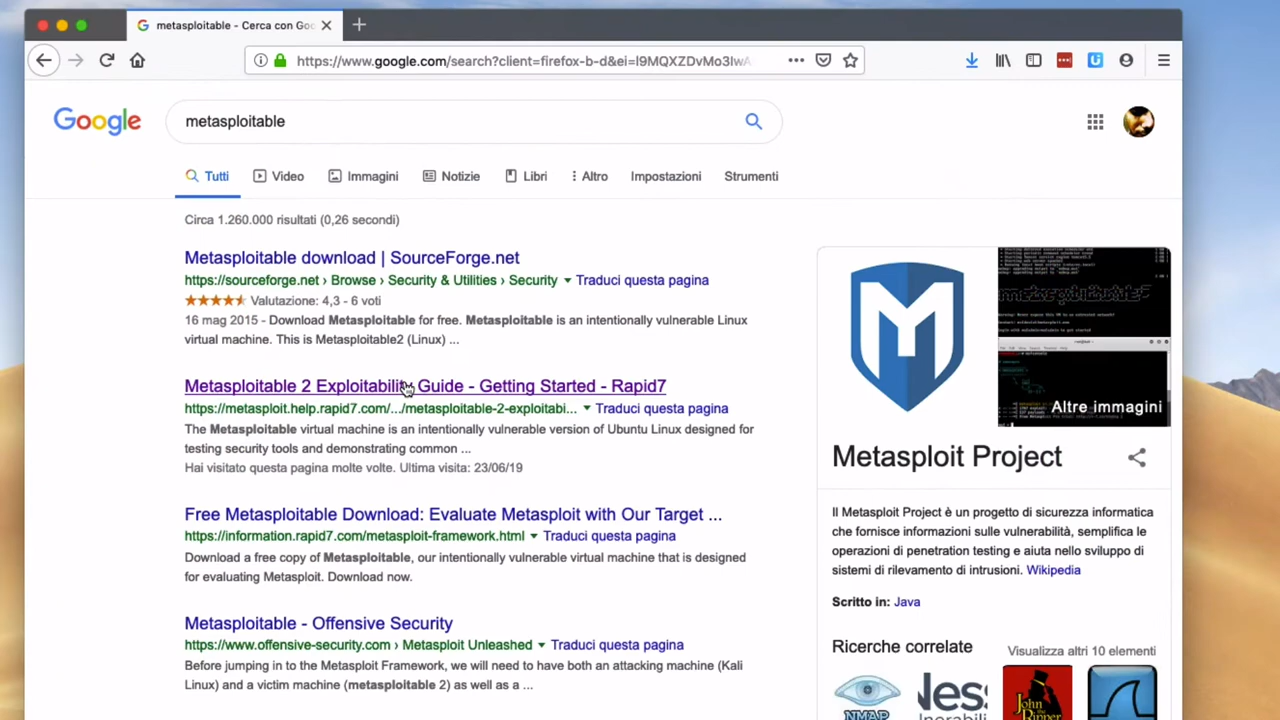 metasploitable - Cerca con Goo
https://www.google.com/search?client=firefox-b-d&ei=l9MQXZDvMo3lwA
Google
metasploitable
Tutti
Video
Immagini
Notizie
Libri
Altro
Impostazioni
Strumenti
Circa 1.260.000 risultati (0,26 secondi)
Metasploitable download | SourceForge.net
https://sourceforge.net › Browse › Security & Utilities › Security
Traduci questa pagina
Valutazione: 4,3 - 6 voti
16 mag 2015 - Download Metasploitable for free. Metasploitable is an intentionally vulnerable Linux
virtual machine. This is Metasploitable2 (Linux) ...
Metasploitable 2 Exploitability Guide - Getting Started - Rapid7
https://metasploit.help.rapid7.com/.../metasploitable-2-exploitabi...
Traduci questa pagina
The Metasploitable virtual machine is an intentionally vulnerable version of Ubuntu Linux designed for
testing security tools and demonstrating common ...
Hai visitato questa pagina molte volte. Ultima visita: 23/06/19
Free Metasploitable Download: Evaluate Metasploit with Our Target ...
https://information.rapid7.com/metasploit-framework.html
Traduci questa pagina
Download a free copy of Metasploitable, our intentionally vulnerable virtual machine that is designed
for evaluating Metasploit. Download now.
Metasploitable - Offensive Security
https://www.offensive-security.com › Metasploit Unleashed
Traduci questa pagina
Before jumping in to the Metasploit Framework, we will need to have both an attacking machine (Kali
Linux) and a victim machine (metasploitable 2) as well as a ...
M
Altre immagini
Metasploit Project
Il Metasploit Project è un progetto di sicurezza informatica
che fornisce informazioni sulle vulnerabilità, semplifica le
operazioni di penetration testing e aiuta nello sviluppo di
sistemi di rilevamento di intrusioni. Wikipedia
Scritto in: Java
Ricerche correlate
Visualizza altri 10 elementi
NMAP
Ness
John the
Ripper